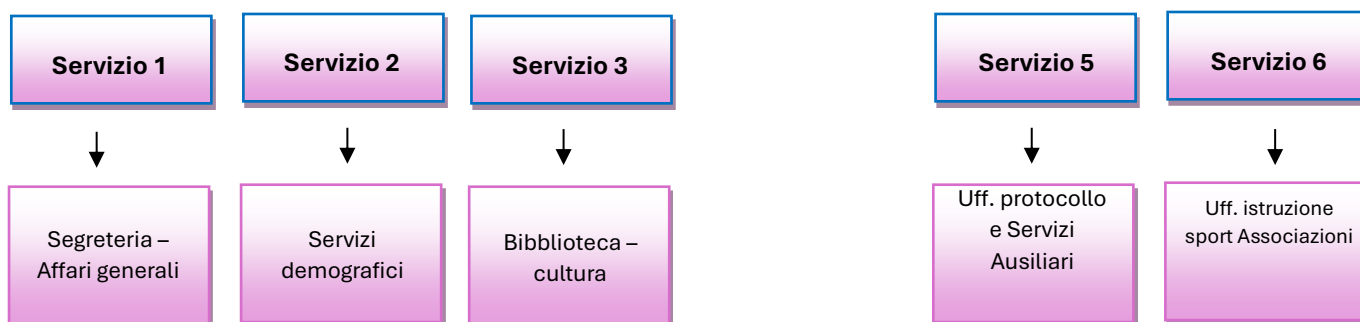 Servizio 1
Servizio 2
Servizio 3
Servizio 5
Servizio 6
Segreteria –
Affari generali
Servizi
demografici
Bibblioteca –
cultura
Uff. protocollo
e Servizi
Ausiliari
Uff. istruzione
sport Associazioni